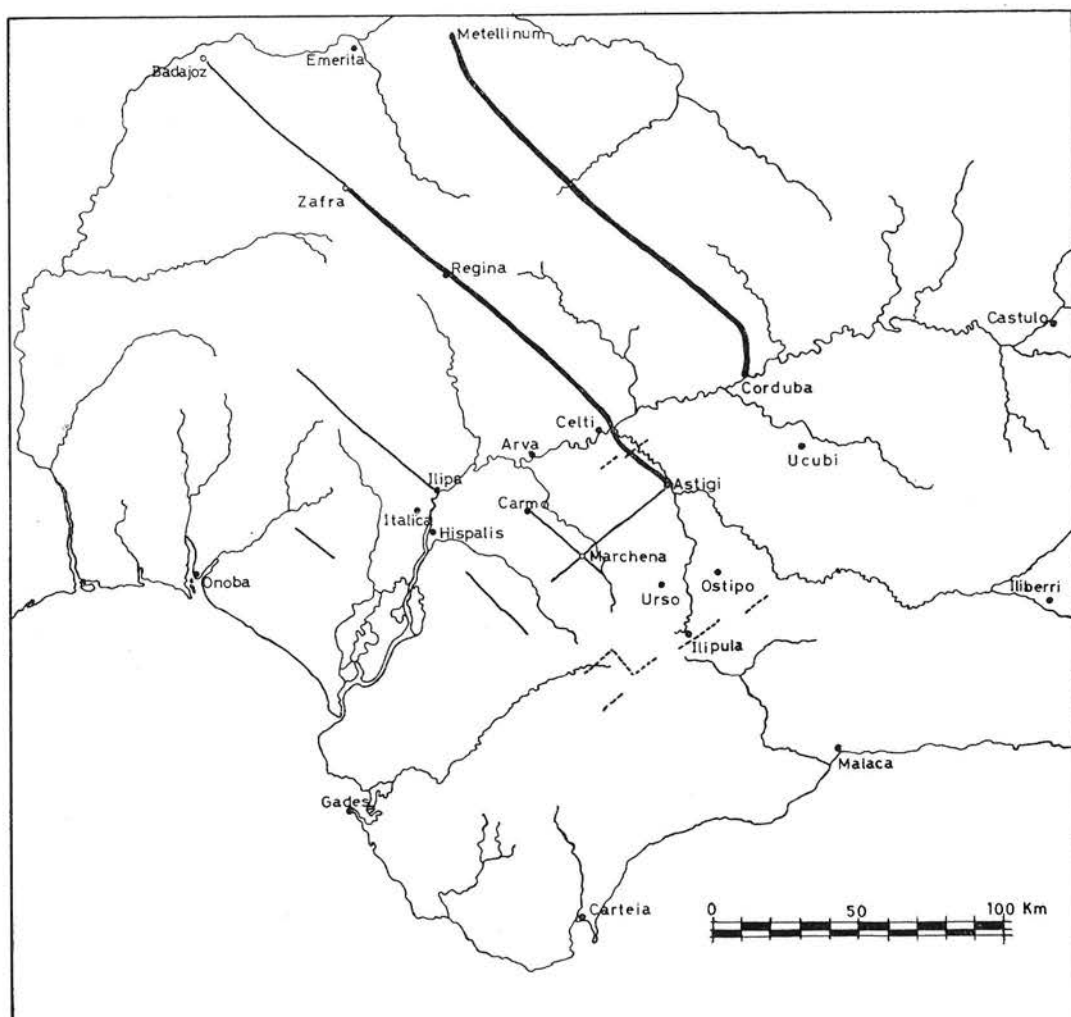 Metellinum
Emerita
Badajoz
Zafra
Regina
Castulo
Corduba
Celti
Ucubi
Arva
Ilipa
Astigi
Carmo
Italica
Hispalis
Marchena
Onoba
Ostipo
Urso
Iliberri
Ilipula
Malaca
Gades
Carteia
0 50 100 Km